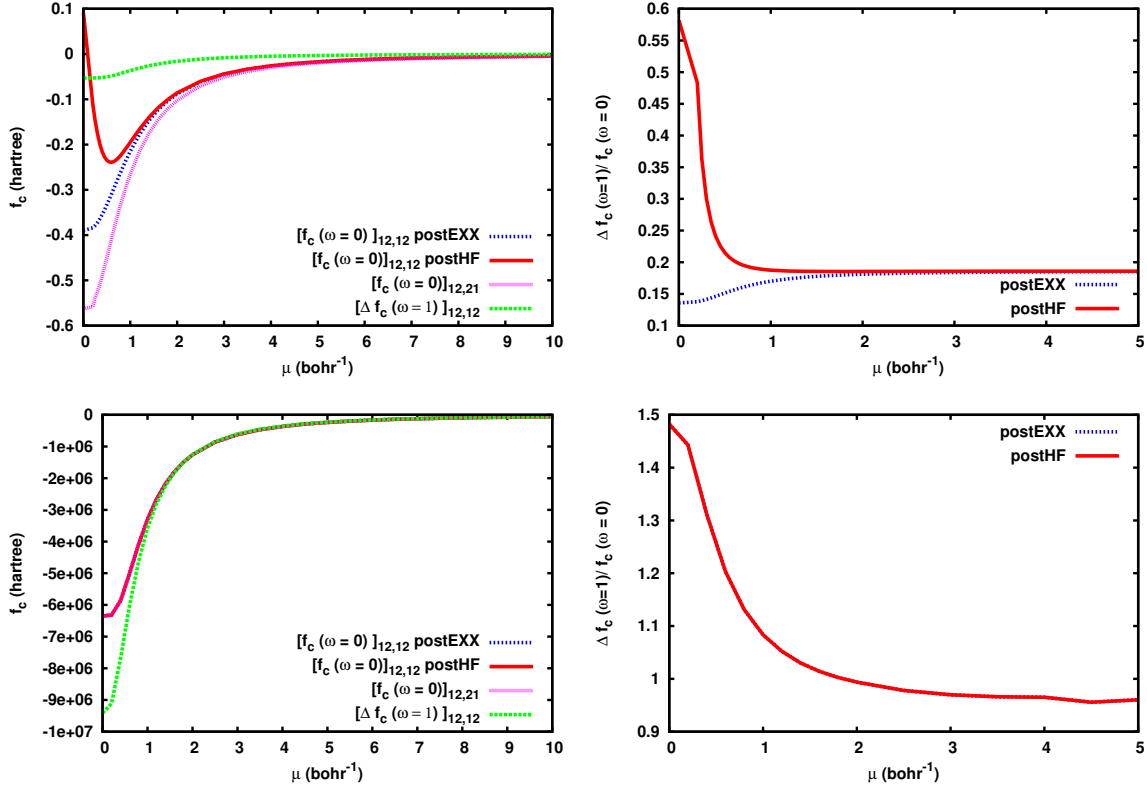 0.1
0
-0.1
-0.2
-0.3
-0.4
-0.5
-0.6
0 1 2 3 4 5 6 7 8 9 10
f_c (hartree)
μ (bohr^-1)
[f_c (ω = 0) ]_12,12 postEXX
[f_c (ω=0)]_12,12 postHF
[f_c (ω=0)]_12,21
[Δ f_c (ω = 1) ]_12,12
0.6
0.55
0.5
0.45
0.4
0.35
0.3
0.25
0.2
0.15
0.1
0 1 2 3 4 5
Δ f_c (ω=1)/ f_c (ω = 0)
μ (bohr^-1)
postEXX
postHF
0
-1e+06
-2e+06
-3e+06
-4e+06
-5e+06
-6e+06
-7e+06
-8e+06
-9e+06
-1e+07
0 1 2 3 4 5 6 7 8 9 10
f_c (hartree)
μ (bohr^-1)
[f_c (ω = 0) ]_12,12 postEXX
[f_c (ω=0)]_12,12 postHF
[f_c (ω=0)]_12,21
[Δ f_c (ω = 1) ]_12,12
1.5
1.4
1.3
1.2
1.1
1
0.9
0 1 2 3 4 5
Δ f_c (ω=1)/ f_c (ω = 0)
μ (bohr^-1)
postEXX
postHF